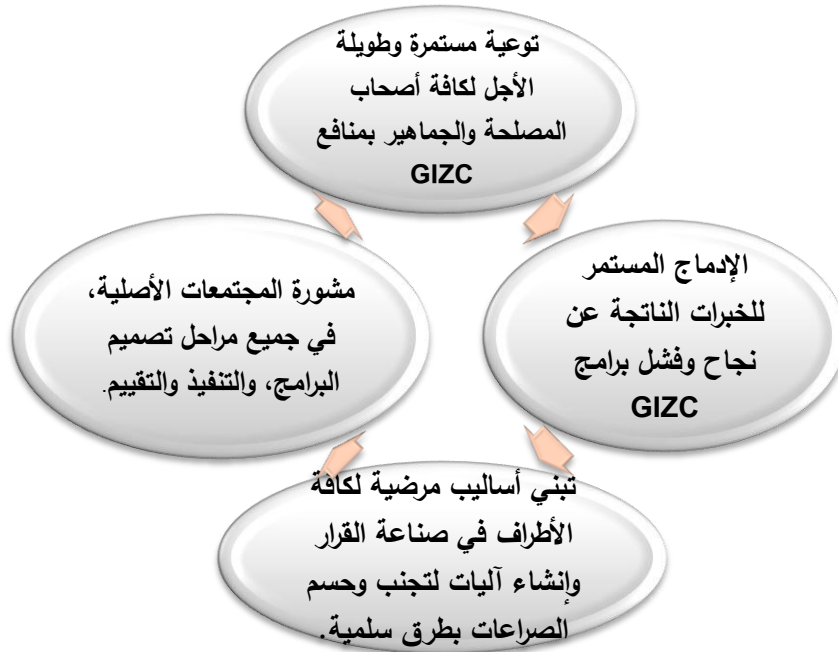 توعية مستمرة وطويلة
الأجل لكافة أصحاب
المصلحة والجماهير بمنافع
GIZC
الإدماج المستمر
للخبرات الناتجة عن
نجاح وفشل برامج
GIZC
مشورة المجتمعات الأصلية،
في جميع مراحل تصميم
البرامج، والتنفيذ والتقييم.
تبني أساليب مرضية لكافة
الأطراف في صناعة القرار
وإنشاء آليات لتجنب وحسم
الصراعات بطرق سلمية.